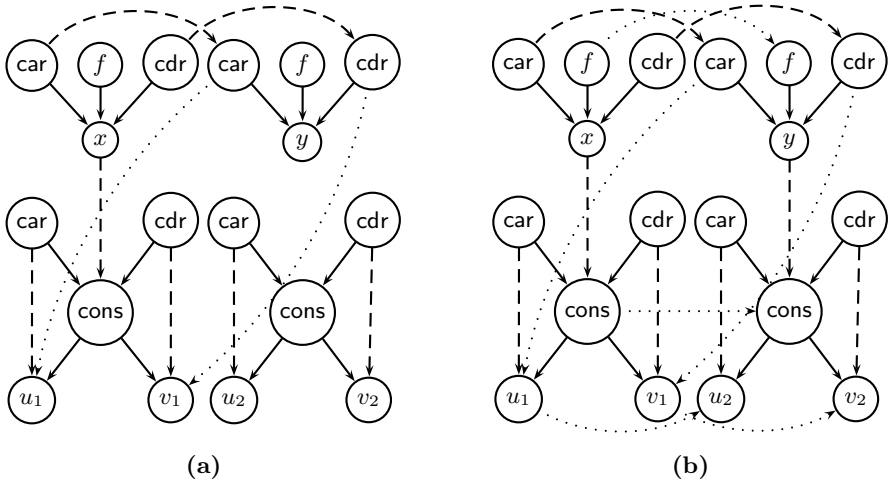 car f cdr car f cdr car f cdr car f cdr
x y x y
car cdr car cdr car cdr car cdr
cons cons cons cons
u1 v1 u2 v2 u1 v1 u2 v2
(a) (b)